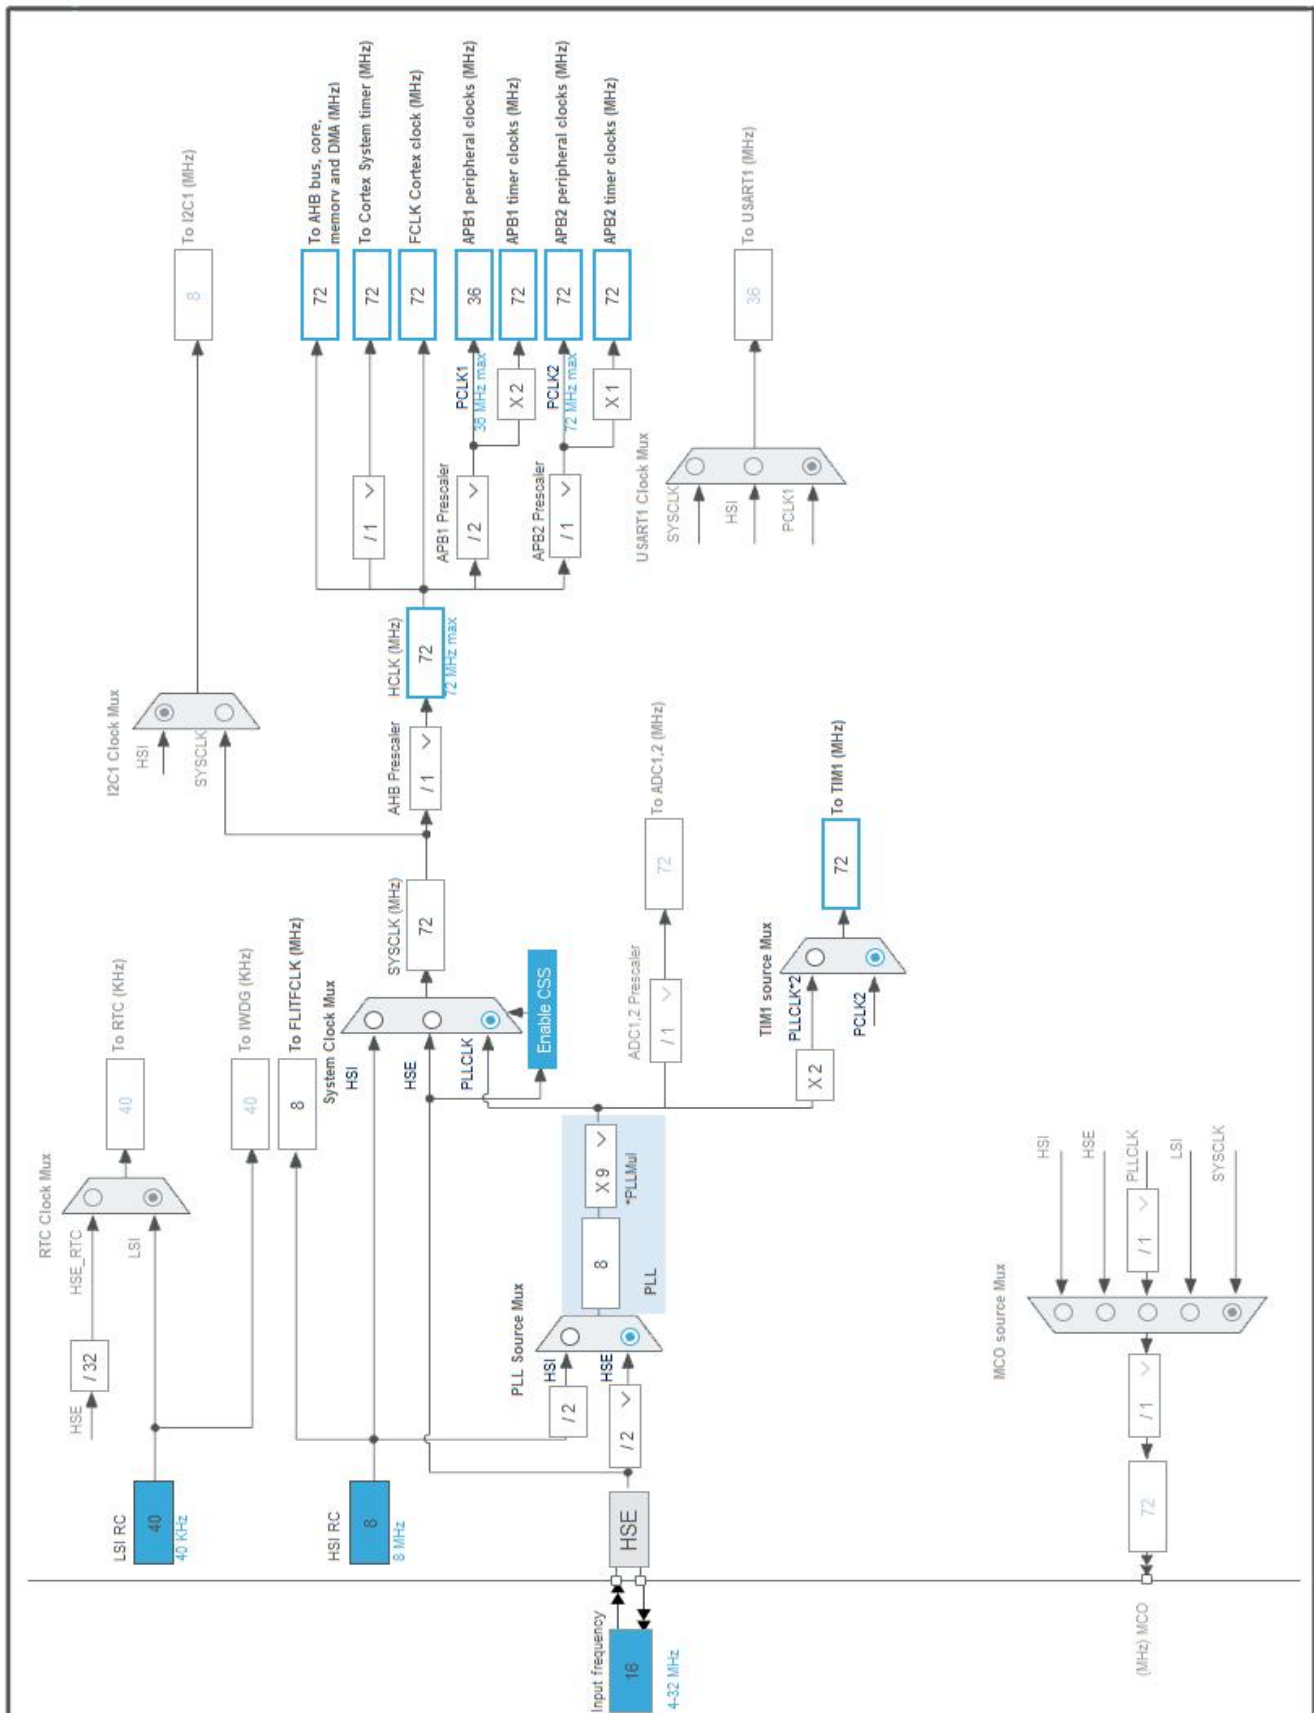 RTC Clock Mux
HSE
/ 32
HSE_RTC
LSI
40
To RTC (KHz)
LSI RC
40
40 KHz
40
To IWDG (KHz)
I2C1 Clock Mux
HSI
SYSCLK
8
To I2C1 (MHz)
HSI RC
8
8 MHz
8
To FLITFCLK (MHz)
System Clock Mux
HSI
HSE
PLLCLK
Enable CSS
SYSCLK (MHz)
72
AHB Prescaler
/ 1
HCLK (MHz)
72
72 MHz max
72
To AHB bus, core,
memory and DMA (MHz)
/ 1
72
To Cortex System timer (MHz)
72
FCLK Cortex clock (MHz)
APB1 Prescaler
/ 2
PCLK1
36 MHz max
36
APB1 peripheral clocks (MHz)
X 2
72
APB1 timer clocks (MHz)
APB2 Prescaler
/ 1
PCLK2
72 MHz max
72
APB2 peripheral clocks (MHz)
X 1
72
APB2 timer clocks (MHz)
PLL Source Mux
HSI
/ 2
HSE
/ 2
Input frequency
16
4-32 MHz
HSE
8
X 9
*PLLMul
PLL
ADC1,2 Prescaler
/ 1
72
To ADC1,2 (MHz)
USART1 Clock Mux
SYSCLK
HSI
PCLK1
36
To USART1 (MHz)
TIM1 source Mux
X 2
PLLCLK*2
PCLK2
72
To TIM1 (MHz)
MCO source Mux
(MHz) MCO
72
/ 1
HSI
HSE
/ 1
PLLCLK
LSI
SYSCLK